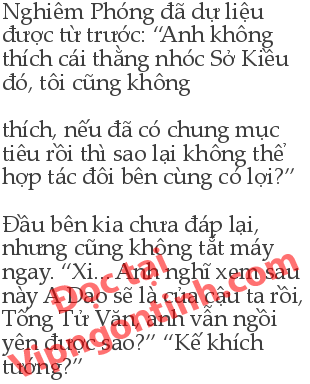 Nghiêm Phóng đã dự liệu
được từ trước: “Anh không
thích cái thằng nhóc Sở Kiều
đó, tôi cũng không
thích, nếu đã có chung mục
tiêu rồi thì sao lại không thể
hợp tác đôi bên cùng có lợi?”
Đầu bên kia chưa đáp lại,
nhưng cũng không tắt máy
ngay. “Xi... Anh nghĩ xem sau
này A Dao sẽ là của cậu ta rồi,
Tống Tử Văn, anh vẫn ngồi
yên được sao?” “Kế khích
tướng?”
Đọc tại
Vipngontinh.com